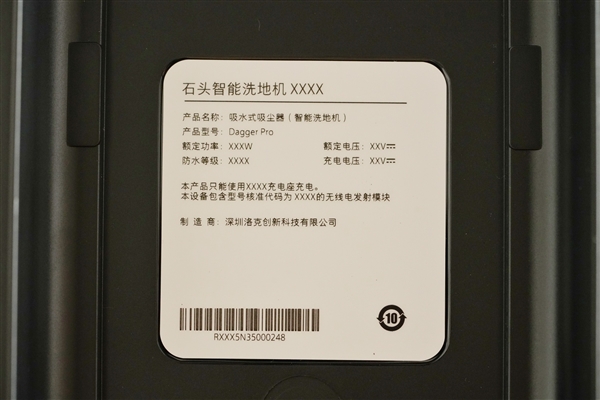 石头智能洗地机 XXXX
产品名称: 吸水式吸尘器(智能洗地机)
产品型号: Dagger Pro
额定功率: XXXW 额定电压: XXV⎓
防水等级: XXXX 充电电压: XXV⎓
本产品只能使用XXXX充电座充电。
本设备包含型号核准代码为 XXXX的无线电发射模块
制 造 商: 深圳洛克创新科技有限公司
10
RXXX5N35000248